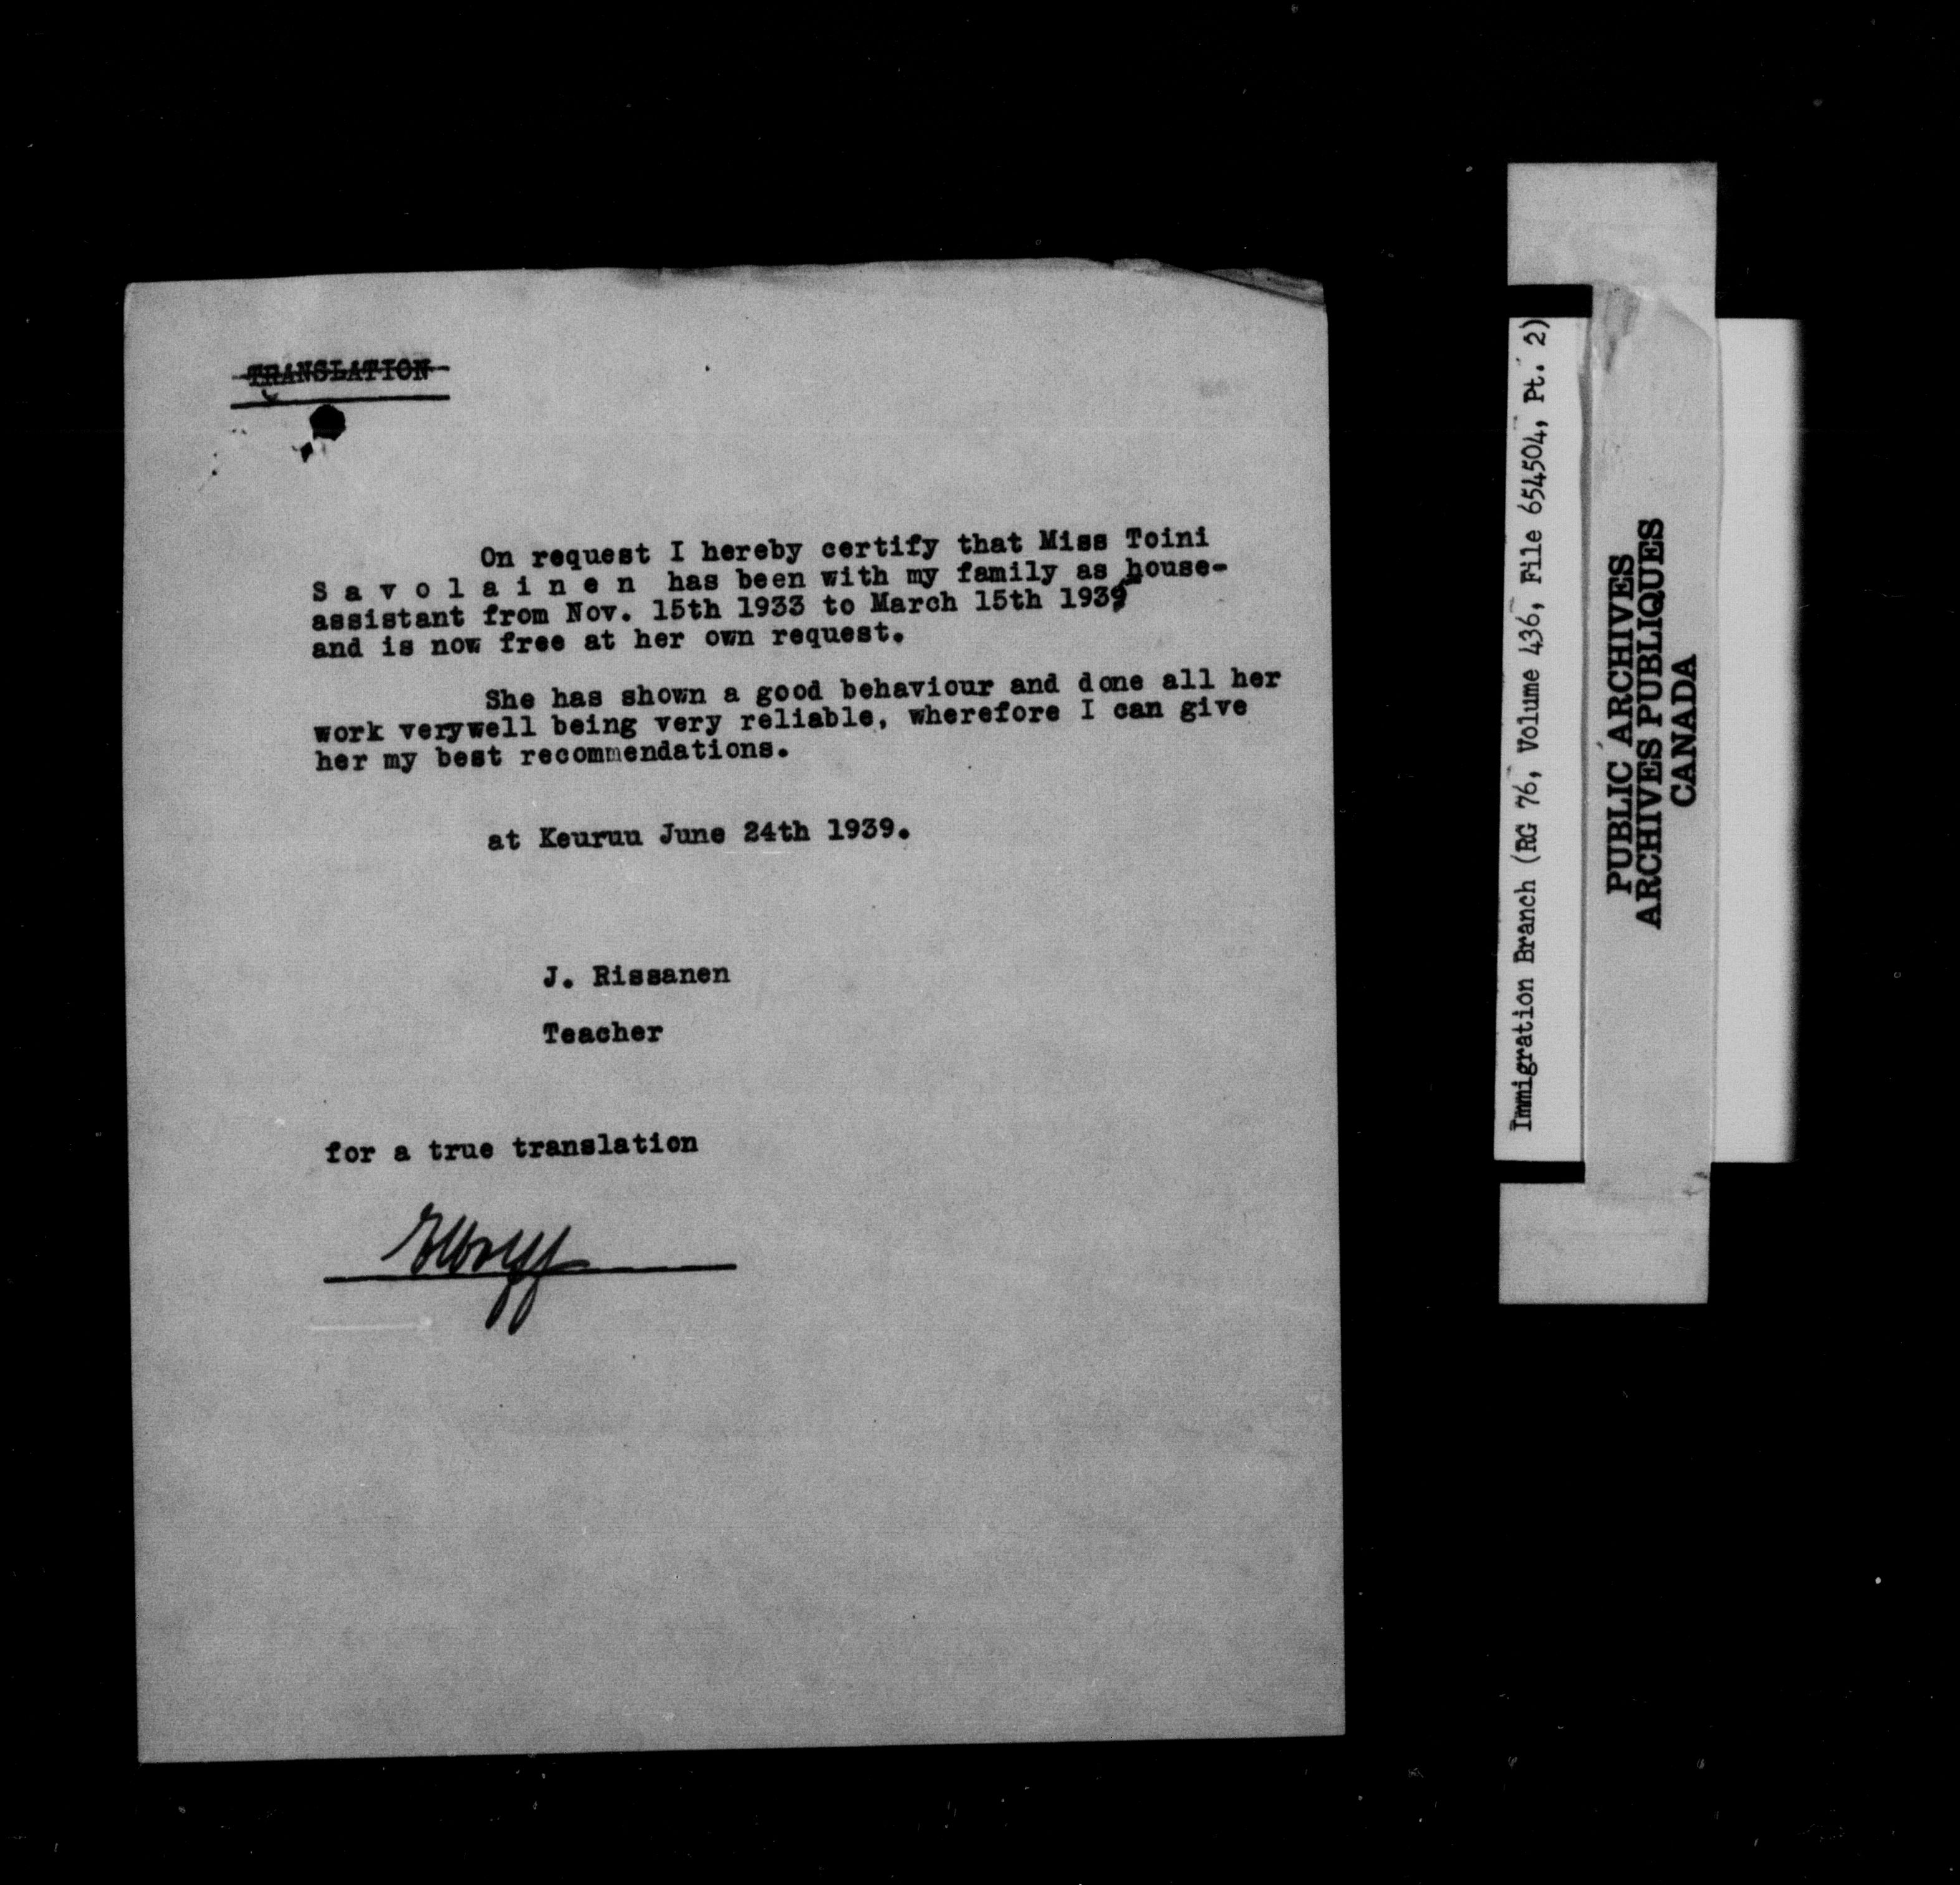 TRANSLATION
On request I hereby certify that Miss Toini
S a v o l a i n e n has been with my family as house-
assistant from Nov. 15th 1933 to March 15th 1939
and is now free at her own request.
She has shown a good behaviour and done all her
work verywell being very reliable, wherefore I can give
her my best recommendations.
at Keuruu June 24th 1939.
J. Rissanen
Teacher
for a true translation
Immigration Branch (RG 76, Volume 436, File 654504, Pt. 2)
PUBLIC ARCHIVES
ARCHIVES PUBLIQUES
CANADA